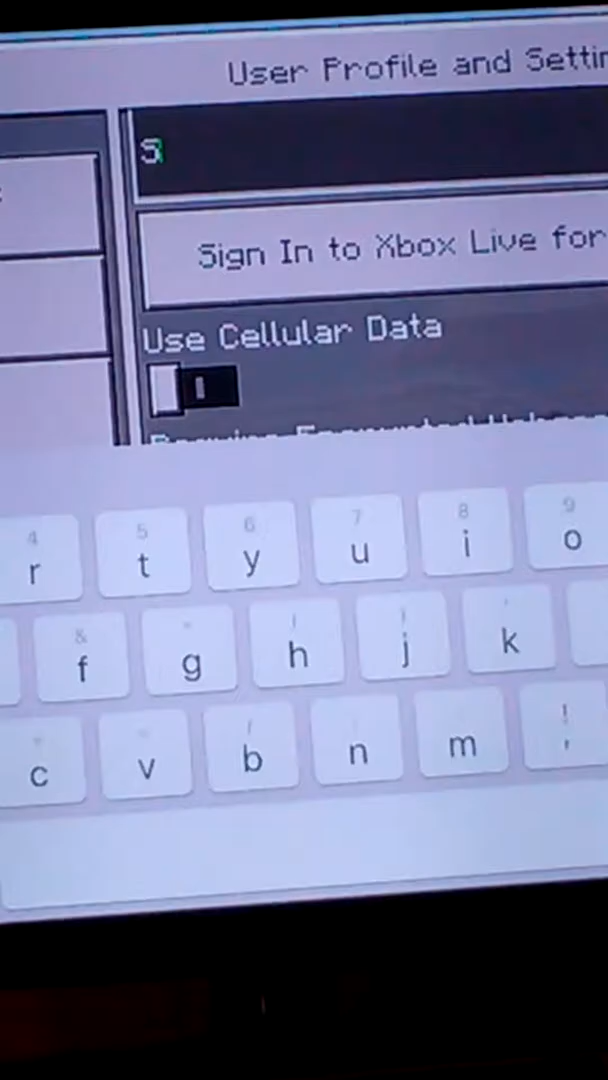 User Profile and Settin
S
Sign In to Xbox Live for
Use Cellular Data
4 5 6 7 8 9
r t y u i o
&
f g h j k
/ !
c v b n m '